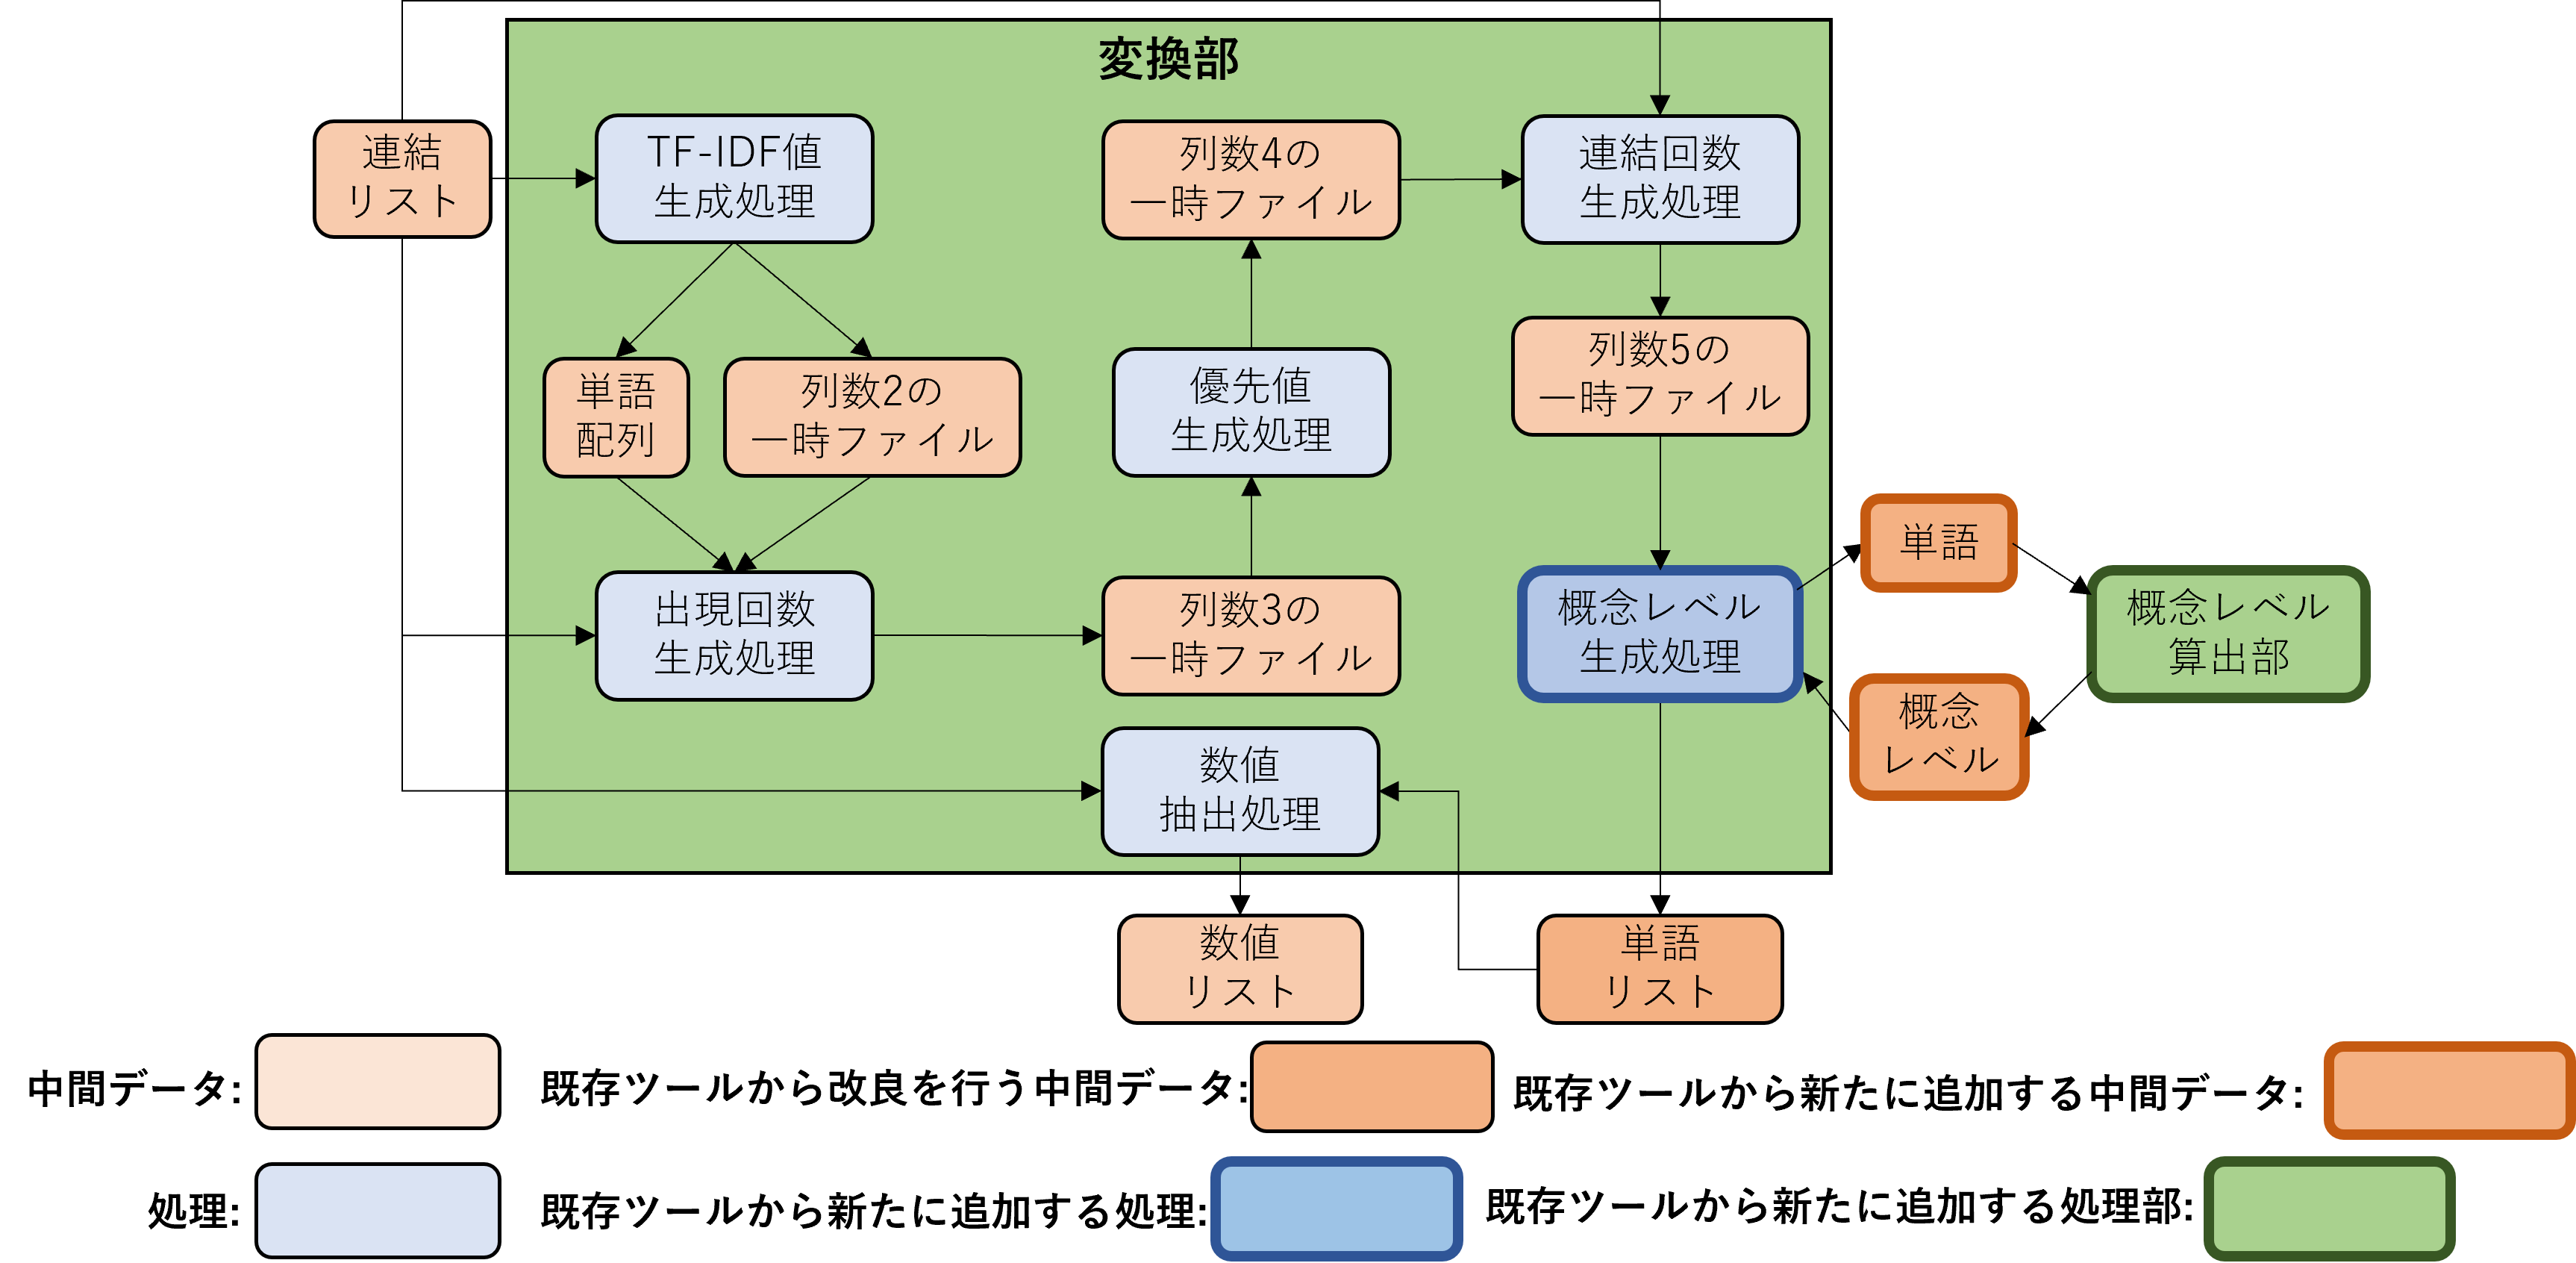 変換部
連結
リスト
TF-IDF値
生成処理
列数4の
一時ファイル
連結回数
生成処理
単語
配列
列数2の
一時ファイル
優先値
生成処理
列数5の
一時ファイル
出現回数
生成処理
列数3の
一時ファイル
概念レベル
生成処理
単語
概念レベル
算出部
概念
レベル
数値
抽出処理
数値
リスト
単語
リスト
中間データ:
既存ツールから改良を行う中間データ:
既存ツールから新たに追加する中間データ:
処理:
既存ツールから新たに追加する処理:
既存ツールから新たに追加する処理部: